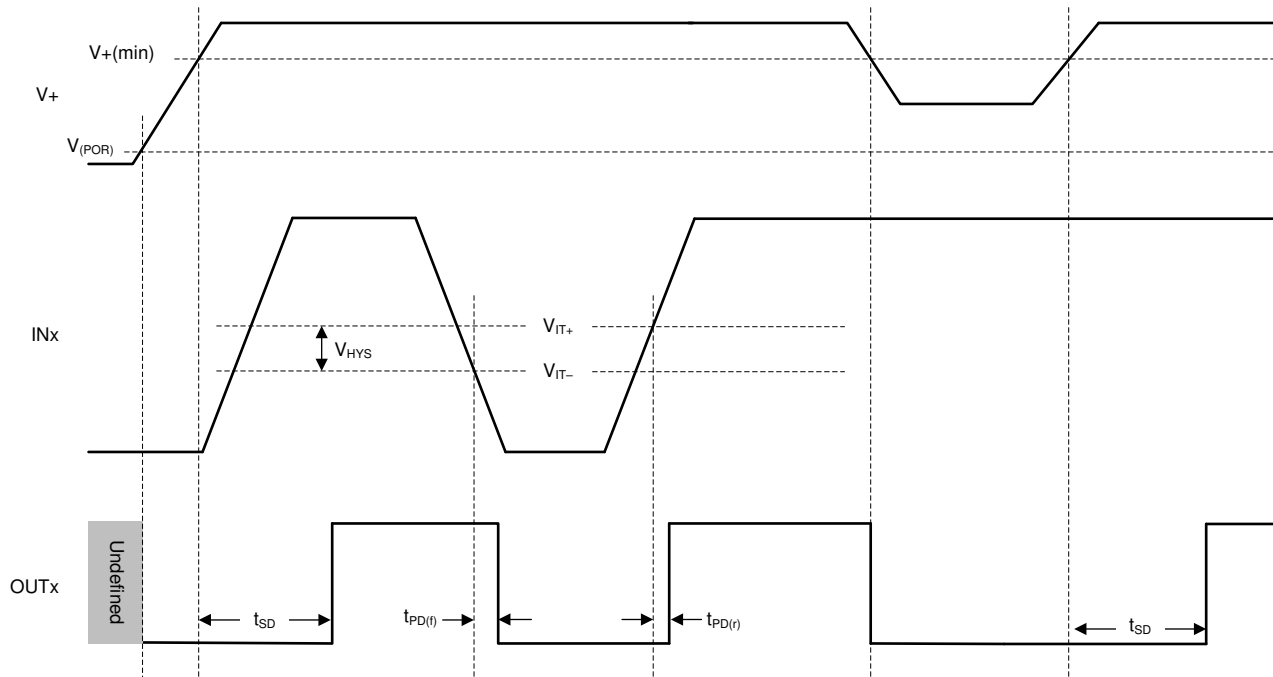 V+(min)
V+
V(POR)
INx
VIT+
VHYS
VIT–
OUTx
Undefined
tSD
tPD(f)
tPD(r)
tSD